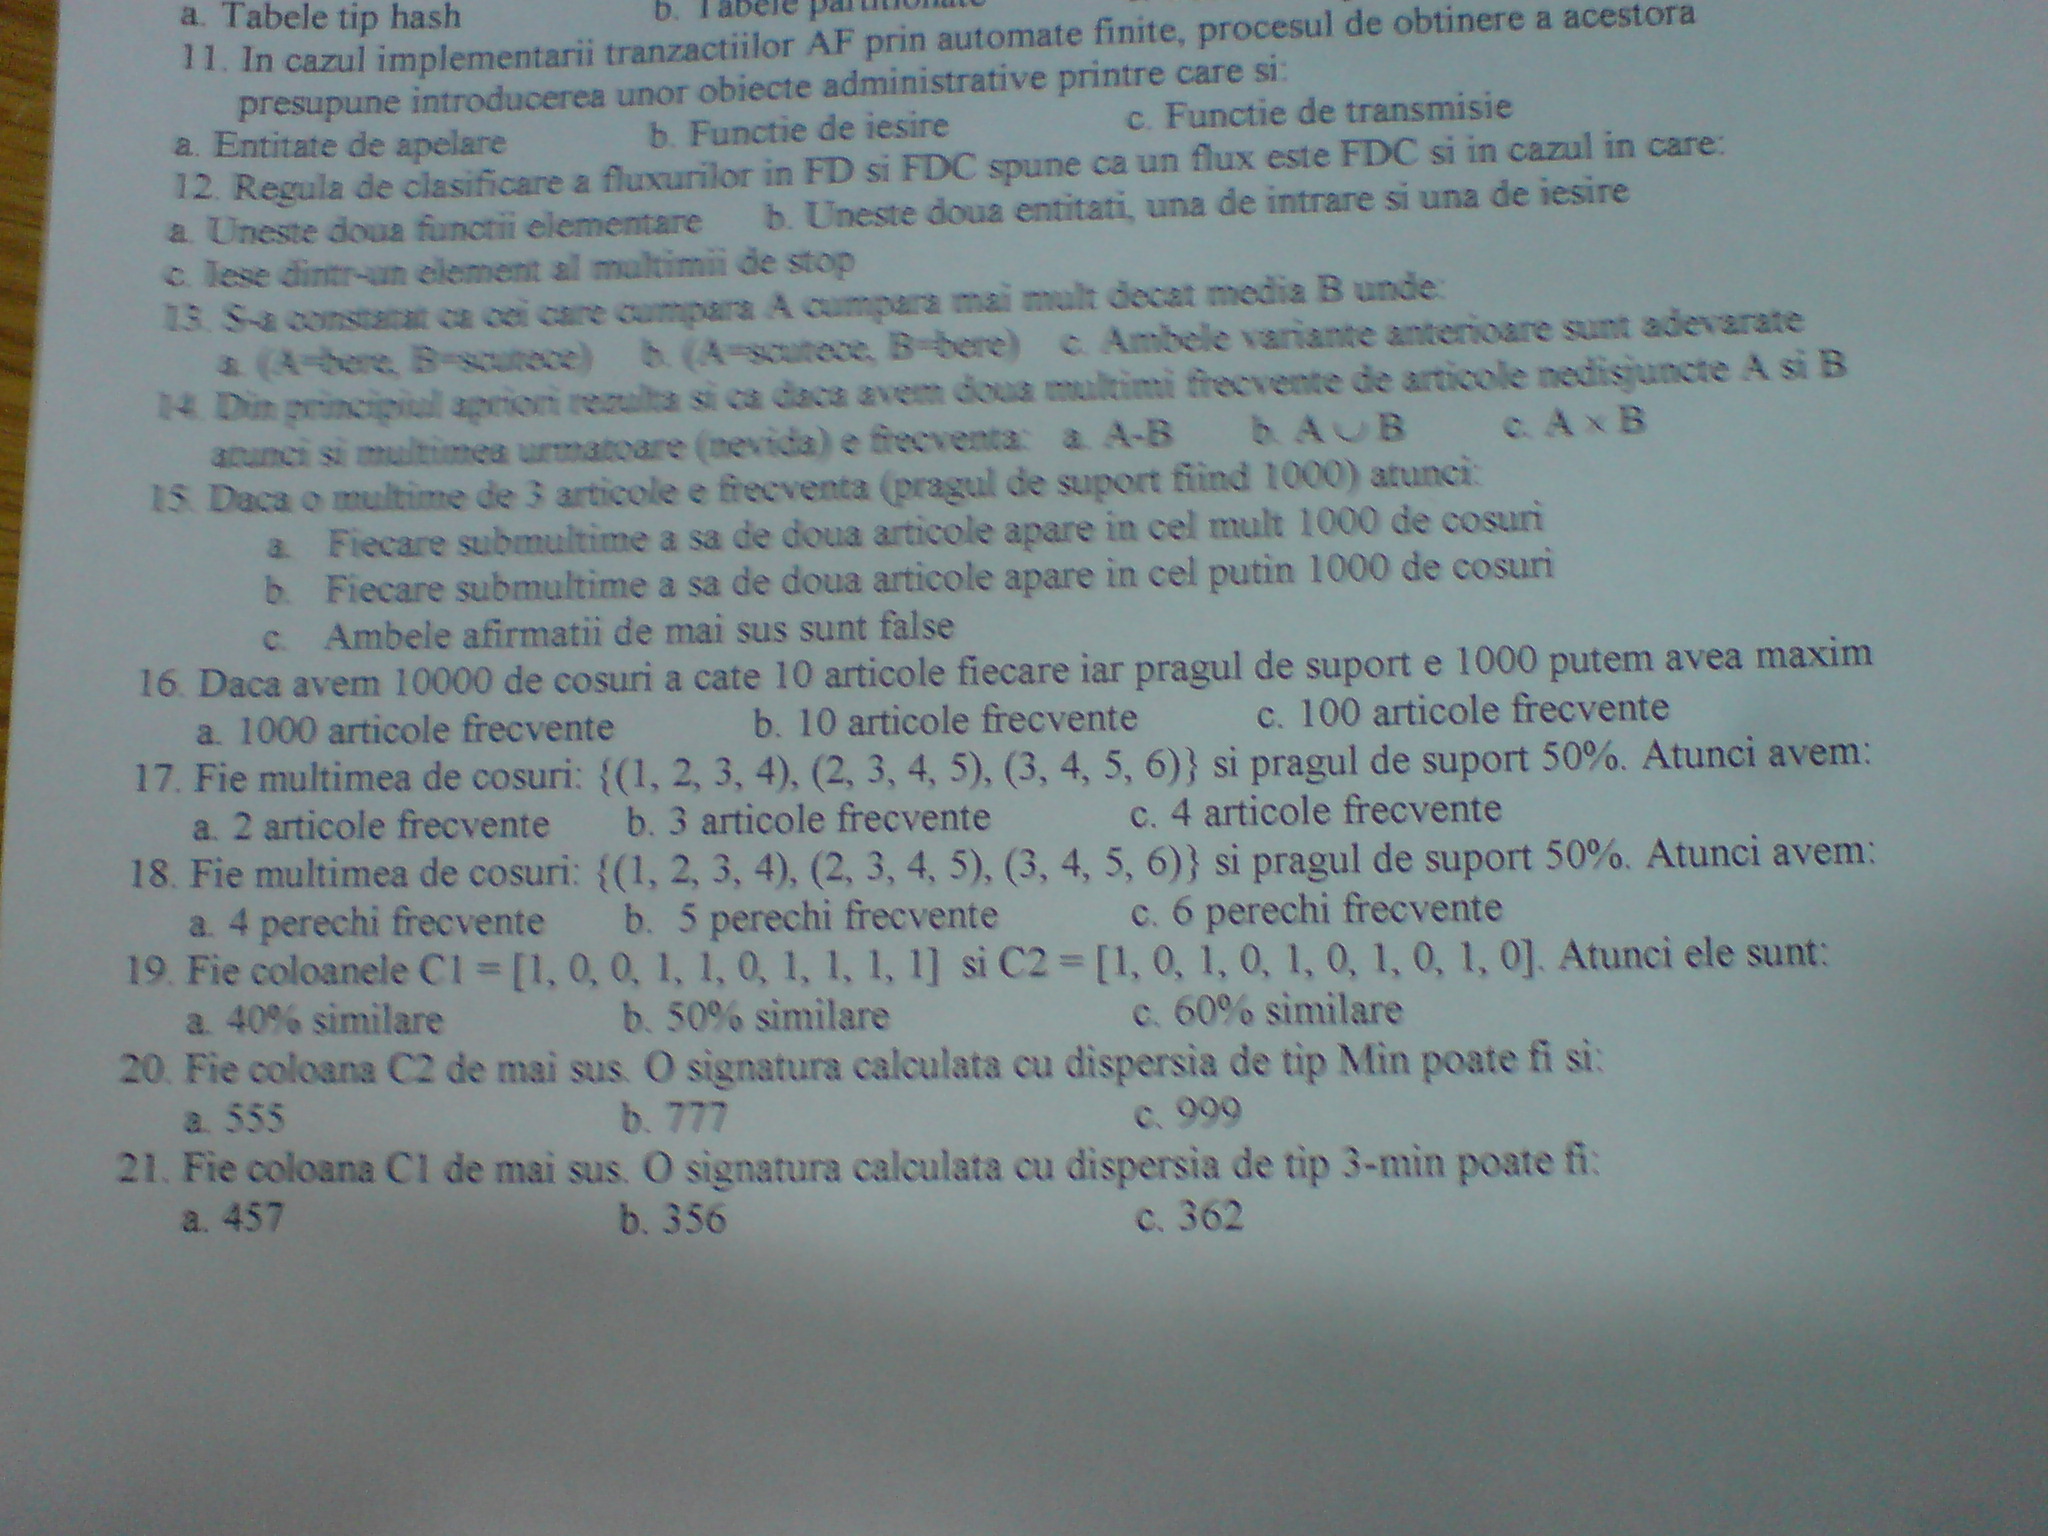 a. Tabele tip hash b. Tabele partitionate
11. In cazul implementarii tranzactiilor AF prin automate finite, procesul de obtinere a acestora
presupune introducerea unor obiecte administrative printre care si:
a. Entitate de apelare b. Functie de iesire c. Functie de transmisie
12. Regula de clasificare a fluxurilor in FD si FDC spune ca un flux este FDC si in cazul in care:
a. Uneste doua functii elementare b. Uneste doua entitati, una de intrare si una de iesire
c. Iese dintr-un element al multimii de stop
13. S-a constatat ca cei care cumpara A cumpara mai mult decat media B unde:
a. (A=bere, B=scutece) b. (A=scutece, B=bere) c. Ambele variante anterioare sunt adevarate
14. Din principiul apriori rezulta si ca daca avem doua multimi frecvente de articole nedisjuncte A si B
atunci si multimea urmatoare (nevida) e frecventa: a. A-B b. A ∪ B c. A × B
15. Daca o multime de 3 articole e frecventa (pragul de suport fiind 1000) atunci:
a. Fiecare submultime a sa de doua articole apare in cel mult 1000 de cosuri
b. Fiecare submultime a sa de doua articole apare in cel putin 1000 de cosuri
c. Ambele afirmatii de mai sus sunt false
16. Daca avem 10000 de cosuri a cate 10 articole fiecare iar pragul de suport e 1000 putem avea maxim
a. 1000 articole frecvente b. 10 articole frecvente c. 100 articole frecvente
17. Fie multimea de cosuri: {(1, 2, 3, 4), (2, 3, 4, 5), (3, 4, 5, 6)} si pragul de suport 50%. Atunci avem:
a. 2 articole frecvente b. 3 articole frecvente c. 4 articole frecvente
18. Fie multimea de cosuri: {(1, 2, 3, 4), (2, 3, 4, 5), (3, 4, 5, 6)} si pragul de suport 50%. Atunci avem:
a. 4 perechi frecvente b. 5 perechi frecvente c. 6 perechi frecvente
19. Fie coloanele C1 = [1, 0, 0, 1, 1, 0, 1, 1, 1, 1] si C2 = [1, 0, 1, 0, 1, 0, 1, 0, 1, 0]. Atunci ele sunt:
a. 40% similare b. 50% similare c. 60% similare
20. Fie coloana C2 de mai sus. O signatura calculata cu dispersia de tip Min poate fi si:
a. 555 b. 777 c. 999
21. Fie coloana C1 de mai sus. O signatura calculata cu dispersia de tip 3-min poate fi:
a. 457 b. 356 c. 362